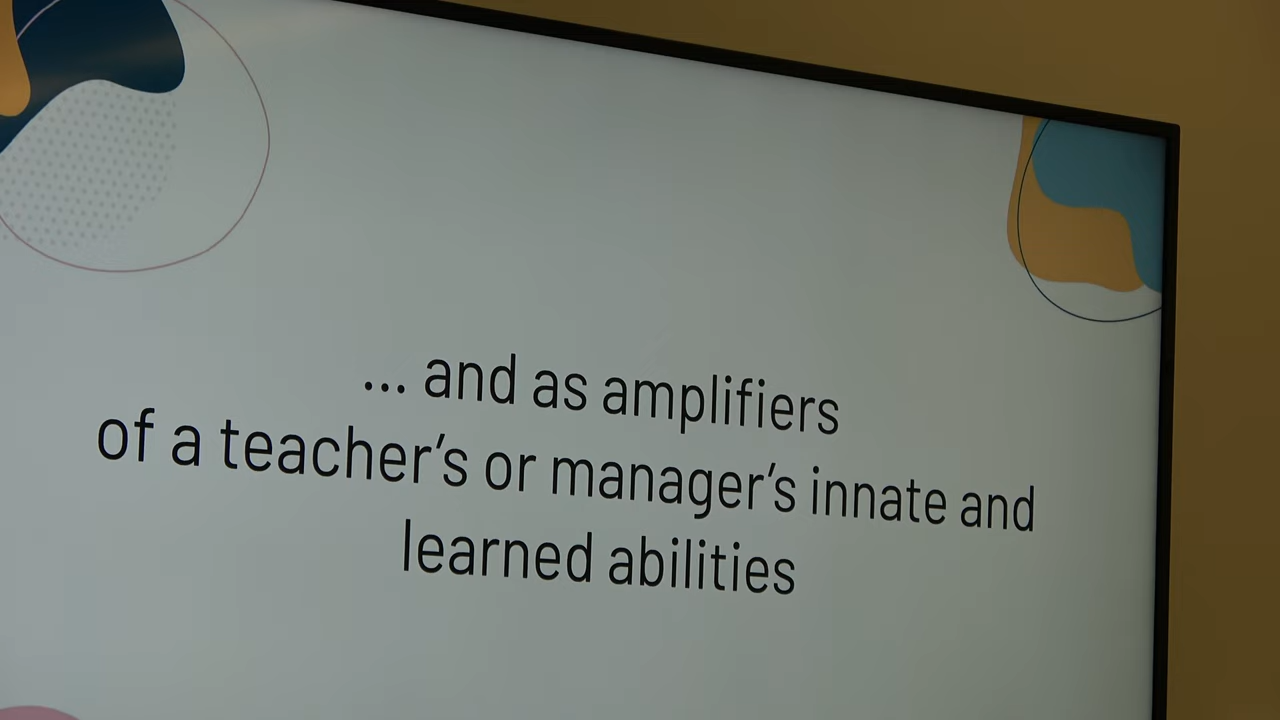 ... and as amplifiers
of a teacher’s or manager’s innate and
learned abilities